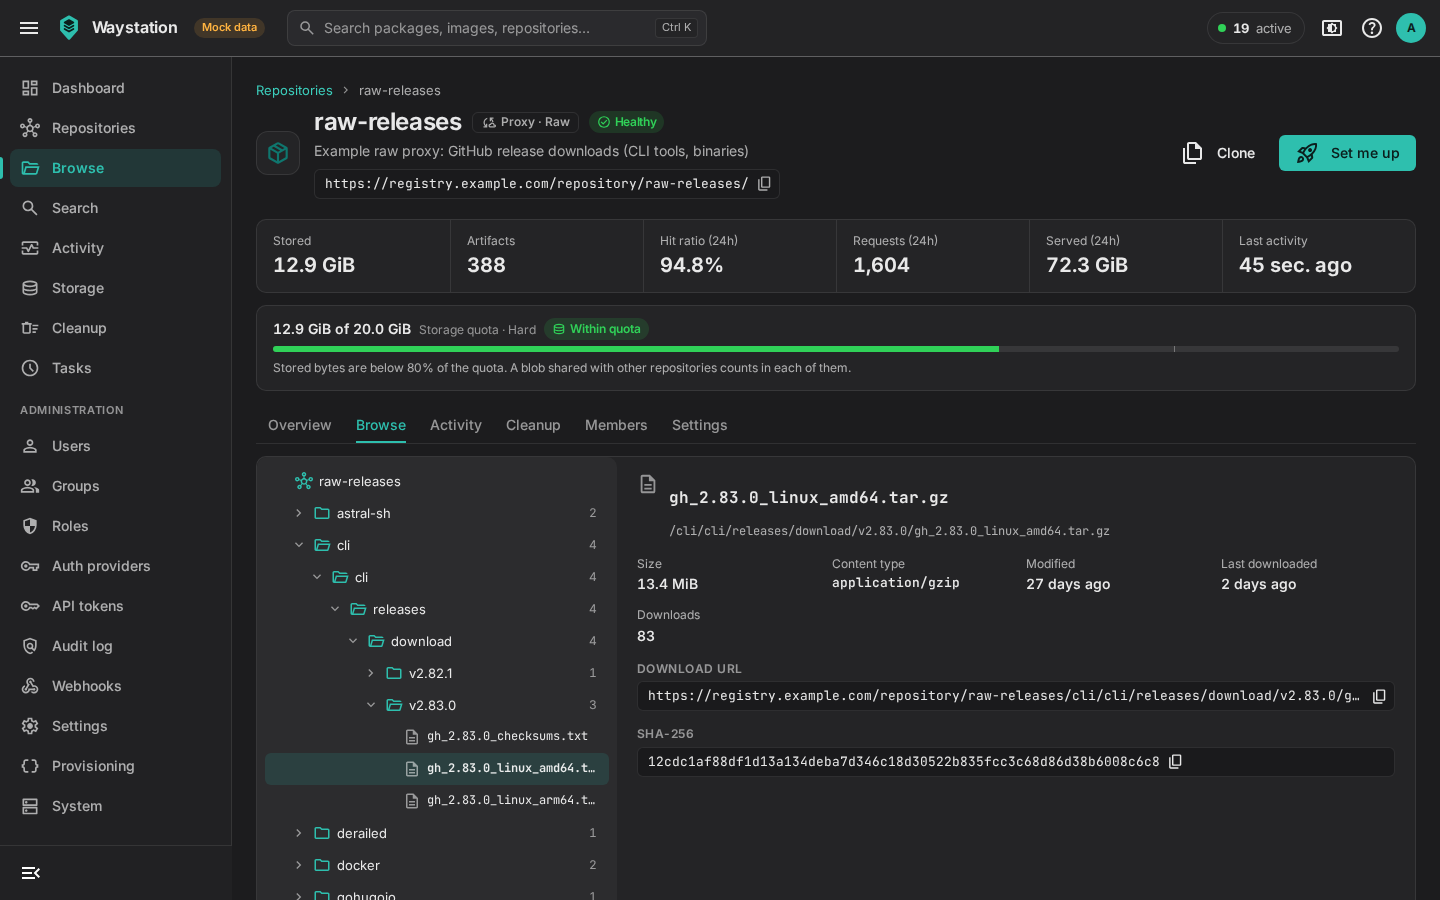 Waystation
Mock data
Search packages, images, repositories...
Ctrl K
19 active
A
Dashboard
Repositories
Browse
Search
Activity
Storage
Cleanup
Tasks
ADMINISTRATION
Users
Groups
Roles
Auth providers
API tokens
Audit log
Webhooks
Settings
Provisioning
System
Repositories > raw-releases
raw-releases
Proxy · Raw
Healthy
Example raw proxy: GitHub release downloads (CLI tools, binaries)
https://registry.example.com/repository/raw-releases/
Clone
Set me up
Stored
12.9 GiB
Artifacts
388
Hit ratio (24h)
94.8%
Requests (24h)
1,604
Served (24h)
72.3 GiB
Last activity
45 sec. ago
12.9 GiB of 20.0 GiB Storage quota · Hard Within quota
Stored bytes are below 80% of the quota. A blob shared with other repositories counts in each of them.
Overview Browse Activity Cleanup Members Settings
raw-releases
astral-sh 2
cli 4
cli 4
releases 4
download 4
v2.82.1 1
v2.83.0 3
gh_2.83.0_checksums.txt
gh_2.83.0_linux_amd64.t…
gh_2.83.0_linux_arm64.t…
derailed 1
docker 2
gohugoio 1
gh_2.83.0_linux_amd64.tar.gz
/cli/cli/releases/download/v2.83.0/gh_2.83.0_linux_amd64.tar.gz
Size
13.4 MiB
Content type
application/gzip
Modified
27 days ago
Last downloaded
2 days ago
Downloads
83
DOWNLOAD URL
https://registry.example.com/repository/raw-releases/cli/cli/releases/download/v2.83.0/g…
SHA-256
12cdc1af88df1d13a134deba7d346c18d30522b835fcc3c68d86d38b6008c6c8